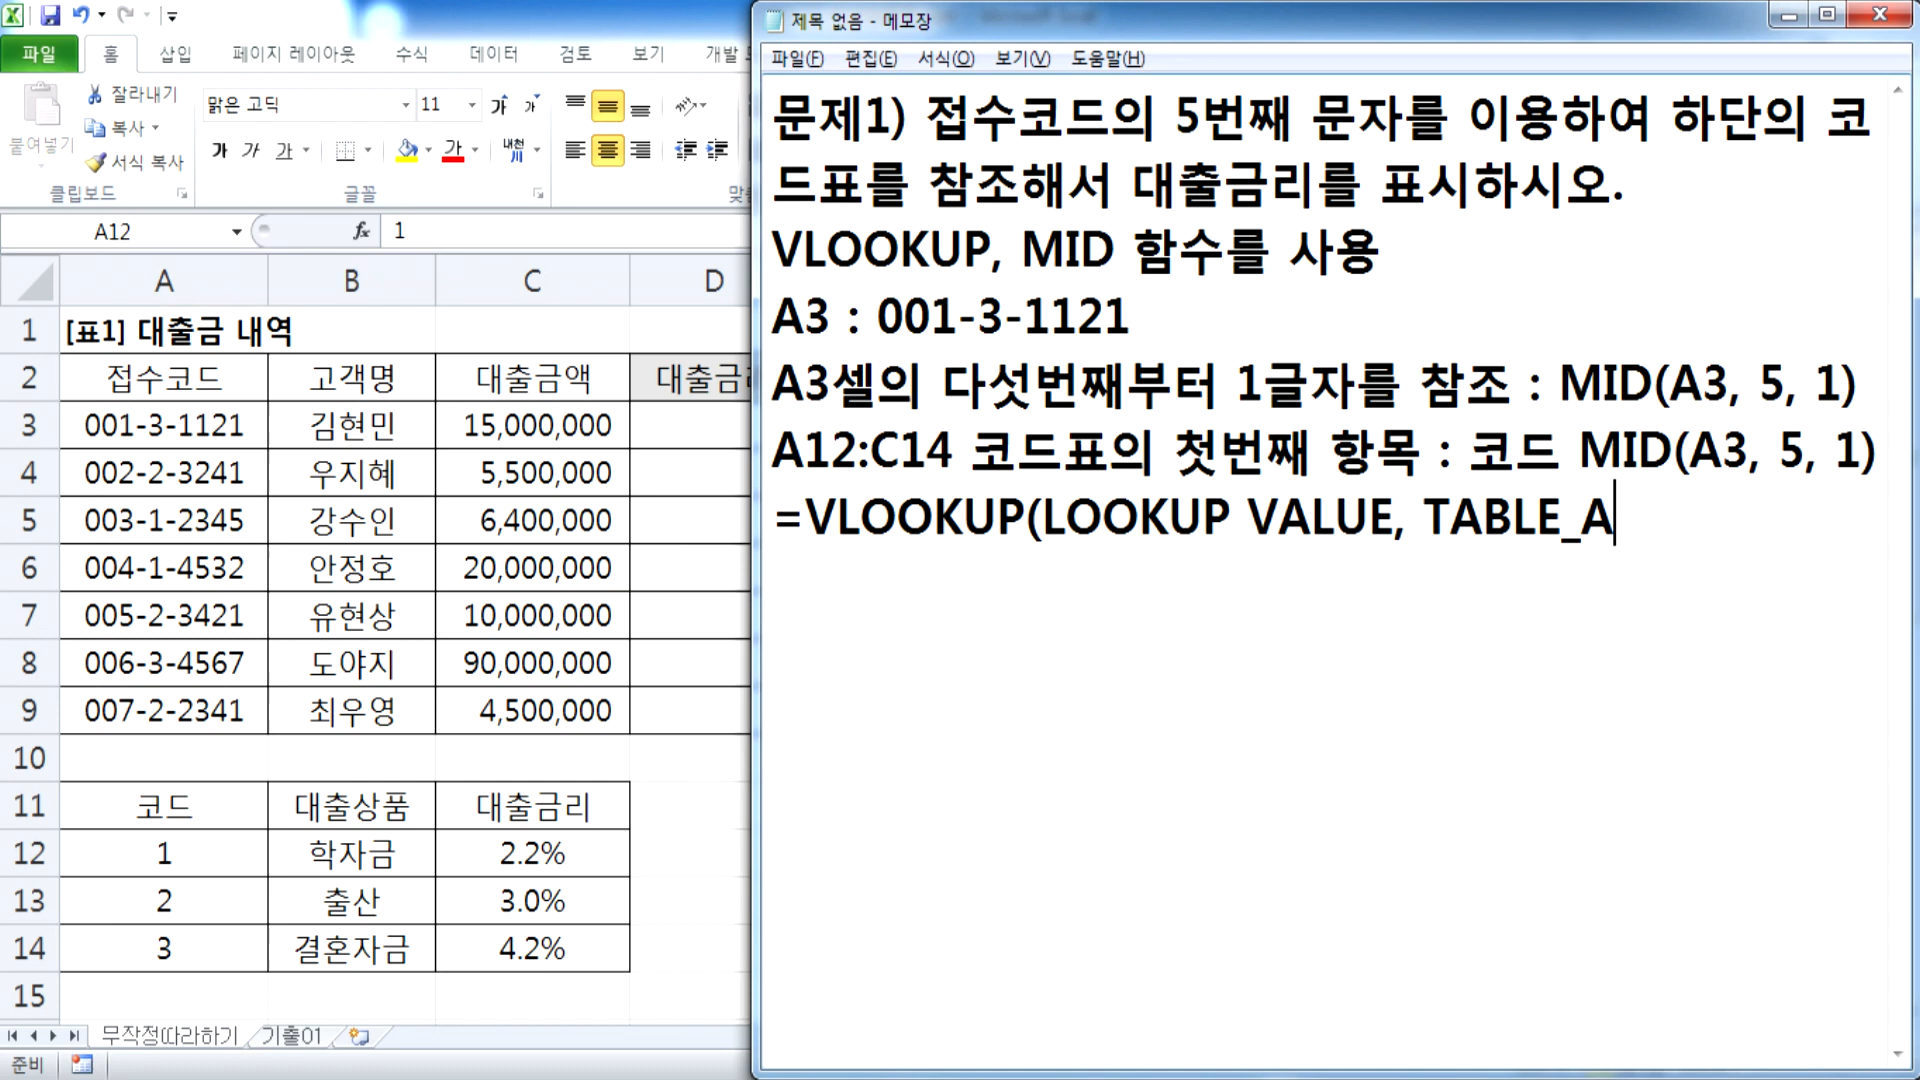 제목 없음 - 메모장
파일 홈 삽입 페이지 레이아웃 수식 데이터 검토 보기 개발
붙여넣기
잘라내기
복사
서식 복사
클립보드
맑은 고딕 11 가 가
가 가 가 가 내천
글꼴
A12 fx 1
A B C D
1 [표1] 대출금 내역
2 접수코드 고객명 대출금액 대출금
3 001-3-1121 김현민 15,000,000
4 002-2-3241 우지혜 5,500,000
5 003-1-2345 강수인 6,400,000
6 004-1-4532 안정호 20,000,000
7 005-2-3421 유현상 10,000,000
8 006-3-4567 도야지 90,000,000
9 007-2-2341 최우영 4,500,000
10
11 코드 대출상품 대출금리
12 1 학자금 2.2%
13 2 출산 3.0%
14 3 결혼자금 4.2%
15
무작정따라하기 기출01
준비
파일(F) 편집(E) 서식(O) 보기(V) 도움말(H)
문제1) 접수코드의 5번째 문자를 이용하여 하단의 코
드표를 참조해서 대출금리를 표시하시오.
VLOOKUP, MID 함수를 사용
A3 : 001-3-1121
A3셀의 다섯번째부터 1글자를 참조 : MID(A3, 5, 1)
A12:C14 코드표의 첫번째 항목 : 코드 MID(A3, 5, 1)
=VLOOKUP(LOOKUP VALUE, TABLE_A